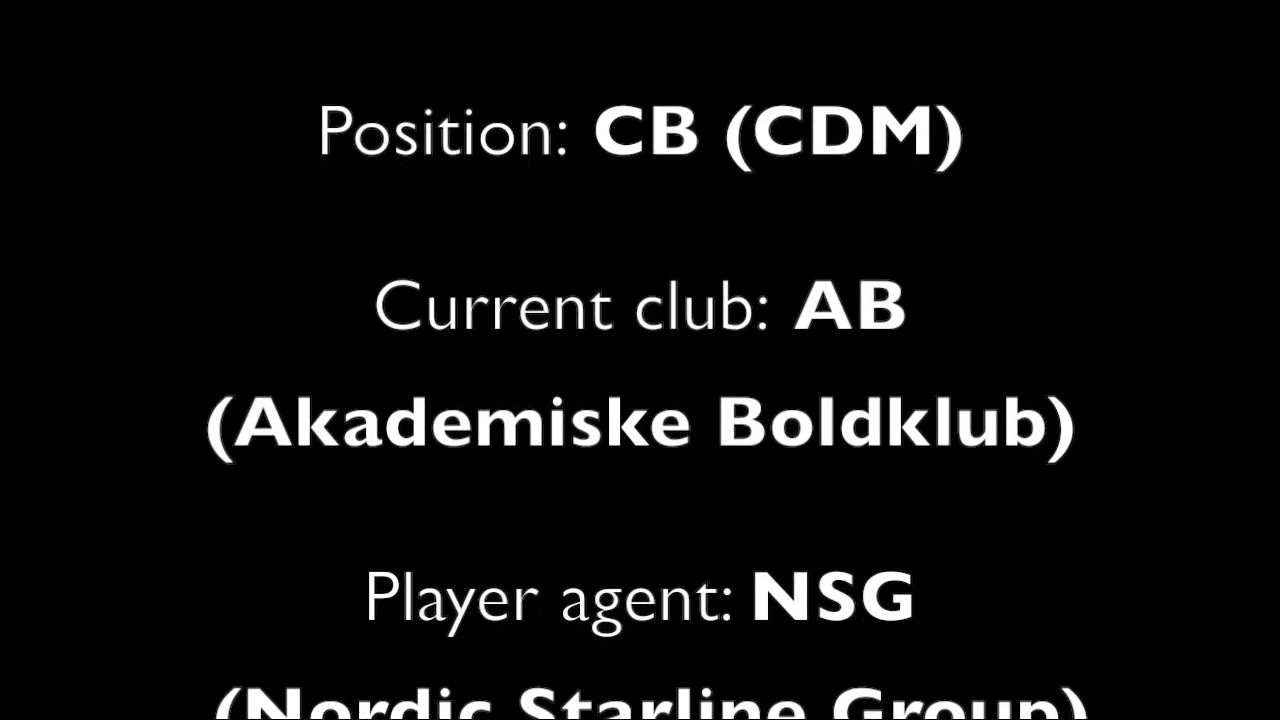 Position: CB (CDM)
Current club: AB
(Akademiske Boldklub)
Player agent: NSG
(Nordic Starline Group)